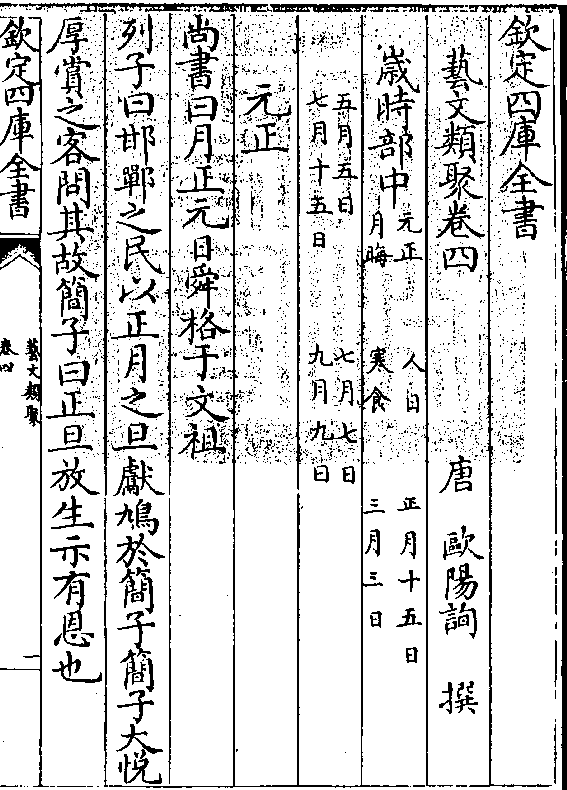 欽定四庫全書
藝文類聚卷四
唐　歐陽詢　撰
歲時部中　元正　人日　正月十五日
月晦　寒食　三月三日
五月五日　七月七日
七月十五日　九月九日
元正
尚書曰月正元日舜格于文祖
列子曰邯鄲之民以正月之旦獻鳩於簡子簡子大悅
厚賞之客問其故簡子曰正旦放生示有恩也
欽定四庫全書
藝文類聚
卷四
一